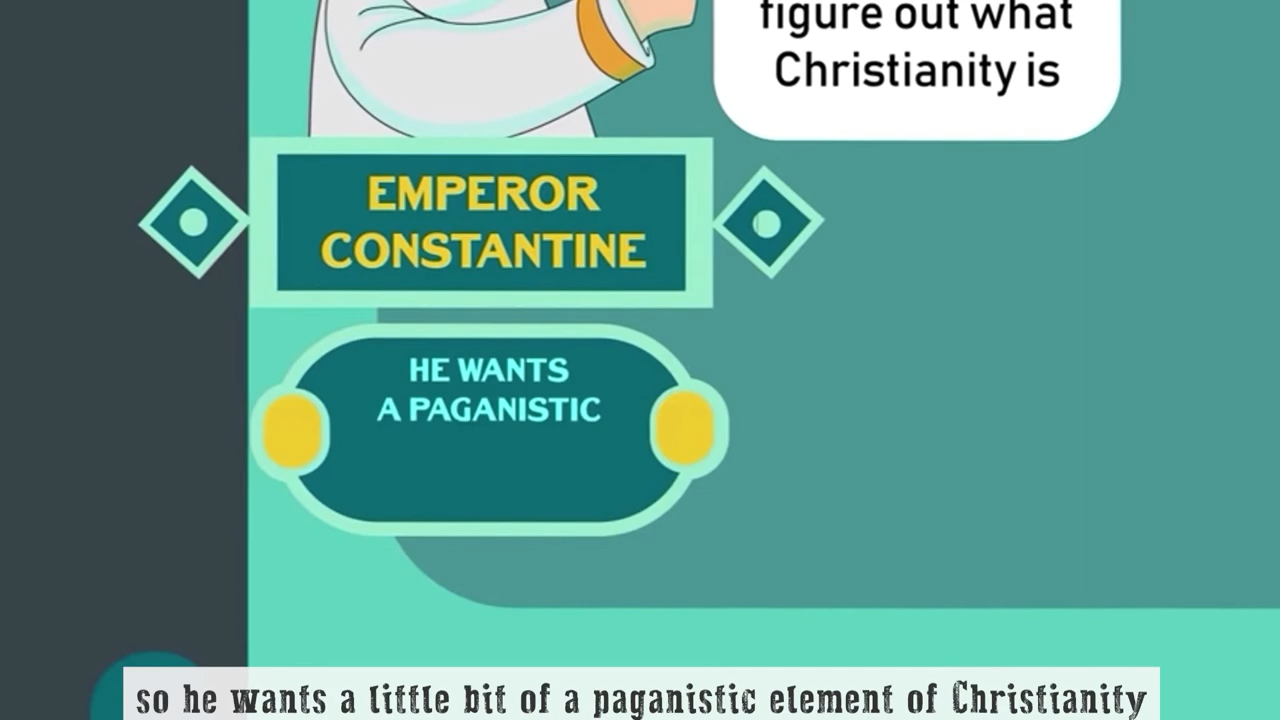 figure out what
Christianity is
EMPEROR
CONSTANTINE
HE WANTS
A PAGANISTIC
so he wants a little bit of a paganistic element of Christianity